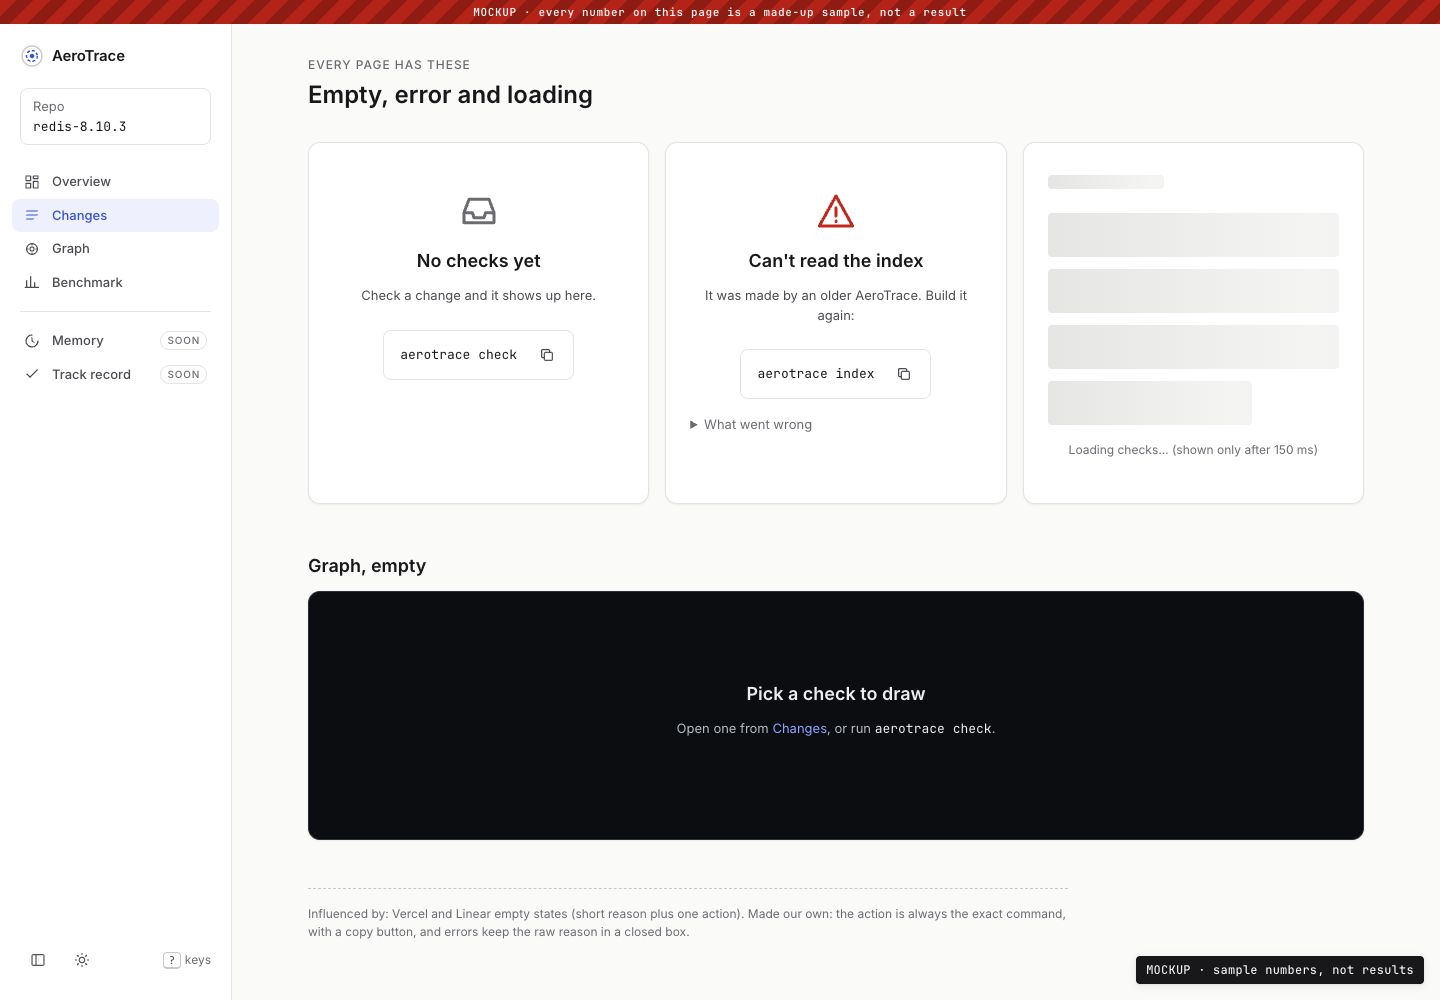 MOCKUP · every number on this page is a made-up sample, not a result
AeroTrace
Repo
redis-8.10.3
Overview
Changes
Graph
Benchmark
Memory SOON
Track record SOON
? keys
EVERY PAGE HAS THESE
Empty, error and loading
No checks yet
Check a change and it shows up here.
aerotrace check
Can't read the index
It was made by an older AeroTrace. Build it
again:
aerotrace index
What went wrong
Loading checks... (shown only after 150 ms)
Graph, empty
Pick a check to draw
Open one from Changes, or run aerotrace check.
Influenced by: Vercel and Linear empty states (short reason plus one action). Made our own: the action is always the exact command,
with a copy button, and errors keep the raw reason in a closed box.
MOCKUP · sample numbers, not results